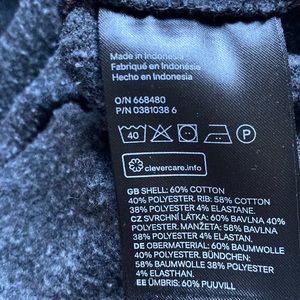 Made in Indonesia
Fabriqué en Indonésie
Hecho en Indonesia
O/N 668480
P/N 0381038 6
40
P
clevercare.info
GB SHELL: 60% COTTON
40% POLYESTER. RIB: 58% COTTON
38% POLYESTER 4% ELASTANE.
CZ SVRCHNÍ LÁTKA: 60% BAVLNA 40%
POLYESTER. MANŽETA: 58% BAVLNA
38% POLYESTER 4% ELASTAN.
DE OBERMATERIAL: 60% BAUMWOLLE
40% POLYESTER. BÜNDCHEN:
58% BAUMWOLLE 38% POLYESTER
4% ELASTHAN.
EE ÜMBRIS: 60% PUUVILL